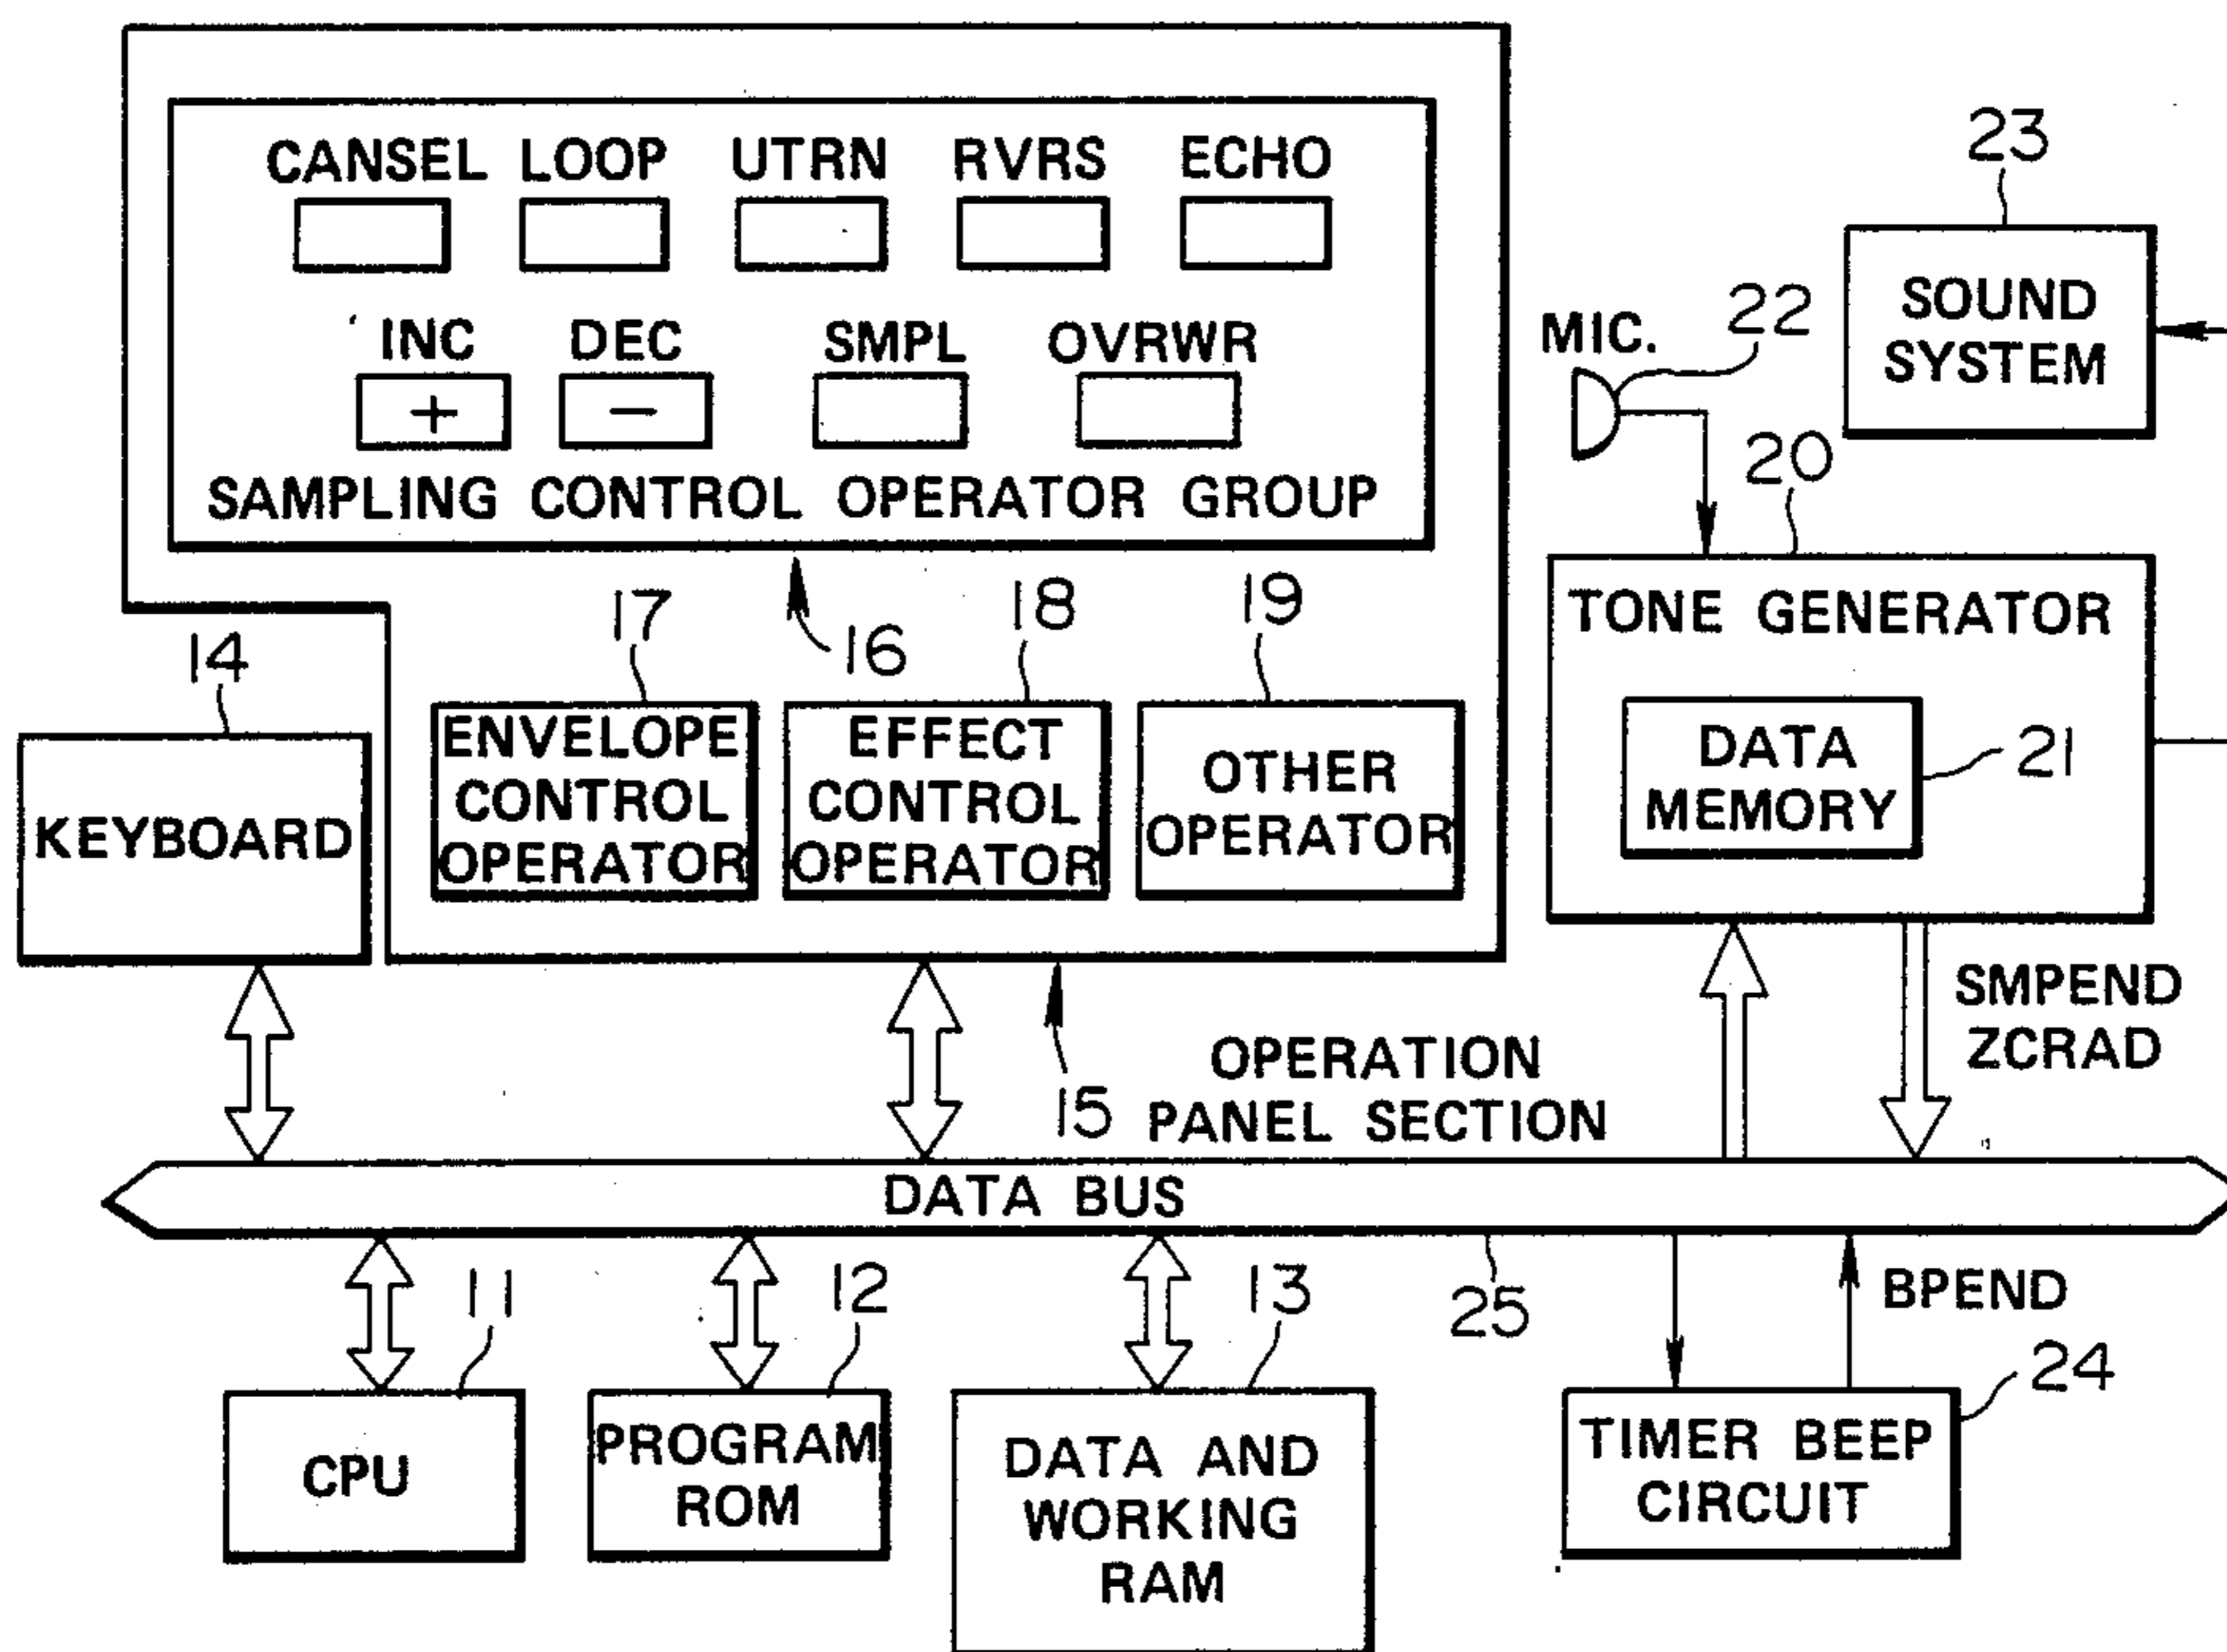 CANSEL LOOP UTRN RVRS ECHO
INC DEC SMPL OVRWR
+ −
SAMPLING CONTROL OPERATOR GROUP
16
17
ENVELOPE
CONTROL
OPERATOR
18
EFFECT
CONTROL
OPERATOR
19
OTHER
OPERATOR
14
KEYBOARD
15
OPERATION
PANEL SECTION
MIC.
22
23
SOUND
SYSTEM
20
TONE GENERATOR
DATA
MEMORY
21
SMPEND
ZCRAD
DATA BUS
25
11
CPU
12
PROGRAM
ROM
13
DATA AND
WORKING
RAM
BPEND
24
TIMER BEEP
CIRCUIT